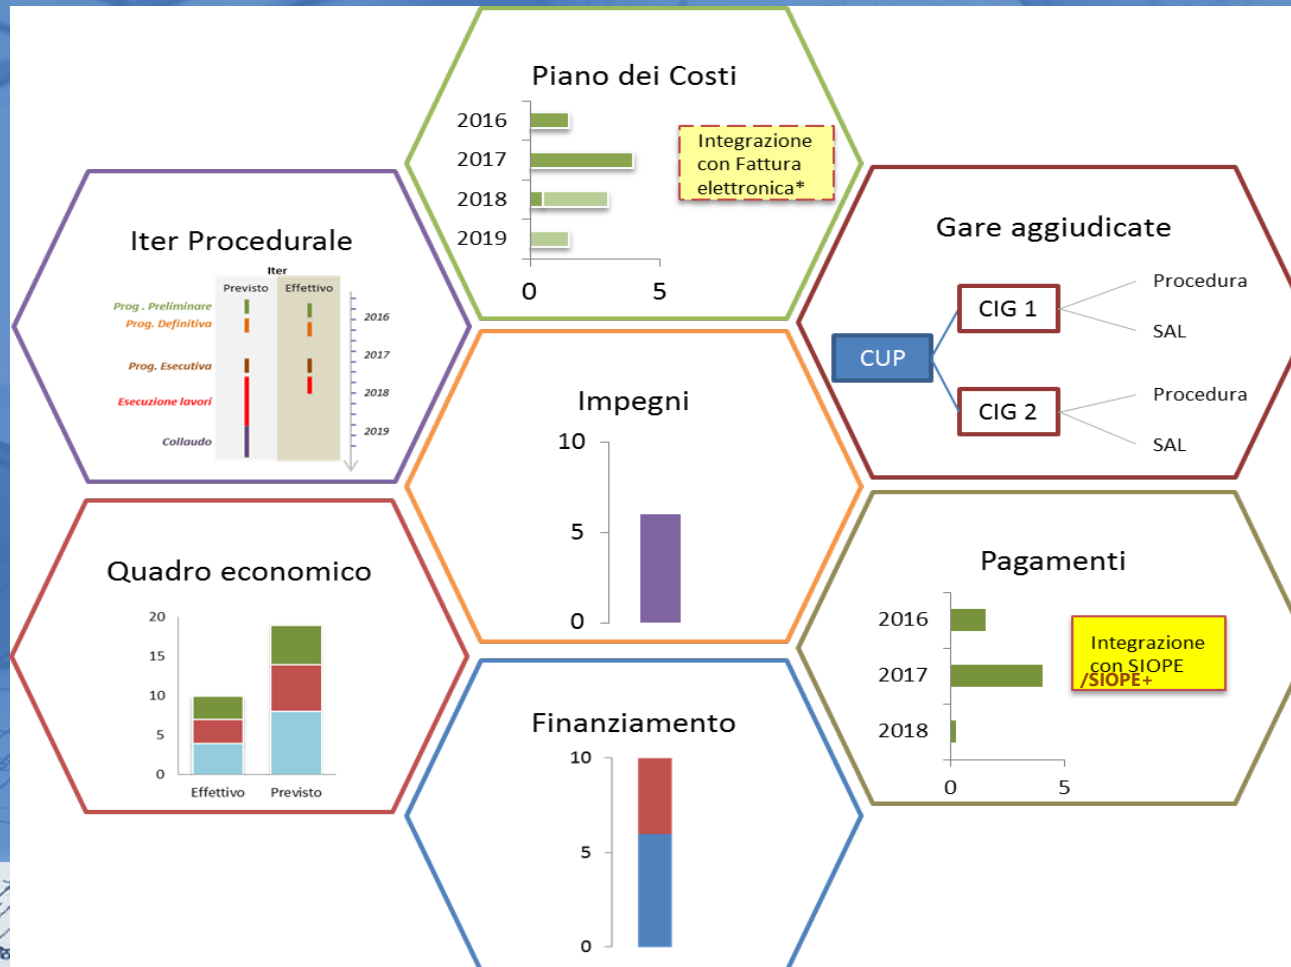 Piano dei Costi
2016
2017
2018
2019
0 5
Integrazione
con Fattura
elettronica*
Iter Procedurale
Iter
Previsto Effettivo
Prog . Preliminare
Prog. Definitiva
Prog. Esecutiva
Esecuzione lavori
Collaudo
2016
2017
2018
2019
Gare aggiudicate
CUP
CIG 1
Procedura
SAL
CIG 2
Procedura
SAL
Impegni
10
5
0
Quadro economico
20
15
10
5
0
Effettivo Previsto
Pagamenti
2016
2017
2018
0 5
Integrazione
con SIOPE
/SIOPE+
Finanziamento
10
5
0